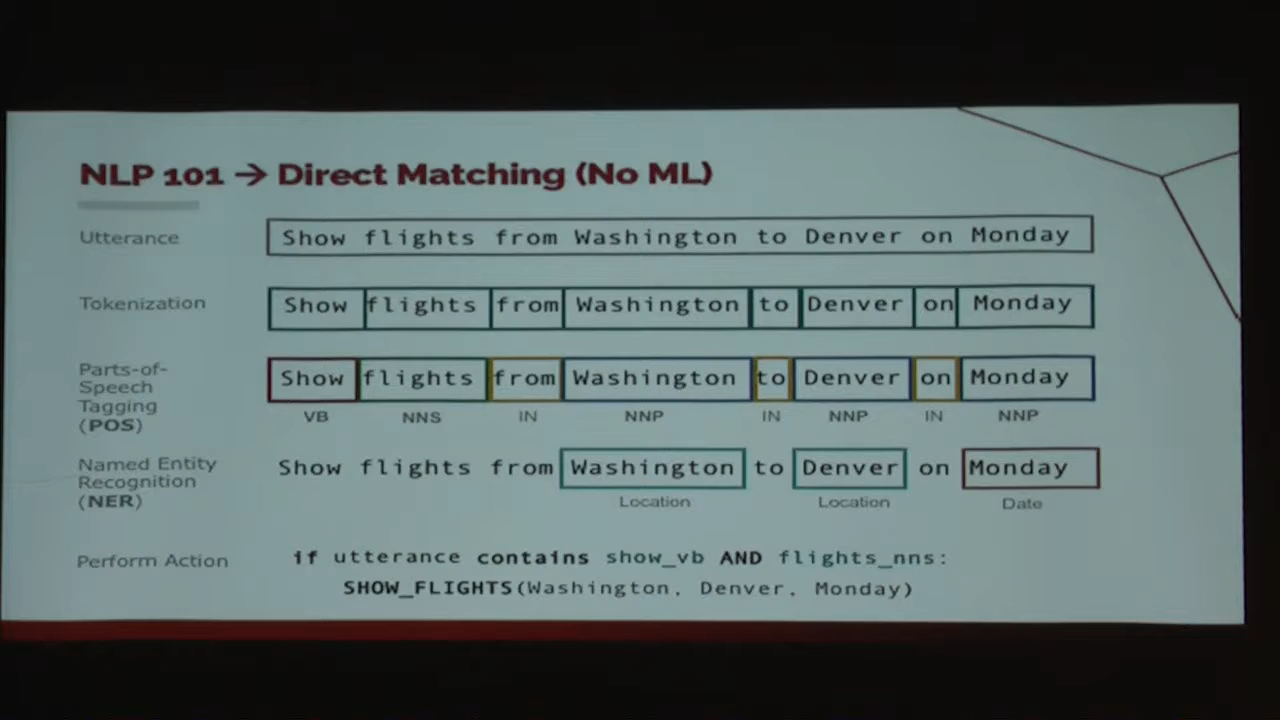 NLP 101 → Direct Matching (No ML)
Utterance
Show flights from Washington to Denver on Monday
Tokenization
Show flights from Washington to Denver on Monday
Parts-of-
Speech
Tagging
(POS)
Show flights from Washington to Denver on Monday
VB NNS IN NNP IN NNP IN NNP
Named Entity
Recognition
(NER)
Show flights from Washington to Denver on Monday
Location Location Date
Perform Action
if utterance contains show_vb AND flights_nns:
SHOW_FLIGHTS(Washington, Denver, Monday)